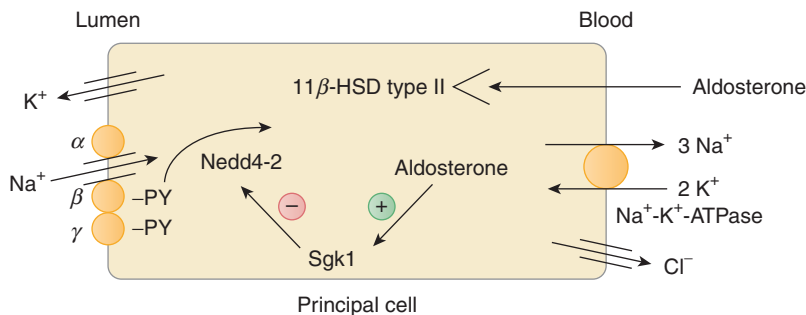 Lumen
Blood
K⁺
11β-HSD type II
Aldosterone
α
3 Na⁺
Na⁺
Nedd4-2
Aldosterone
β
–PY
2 K⁺
Na⁺-K⁺-ATPase
γ
–PY
−
+
Sgk1
Cl⁻
Principal cell